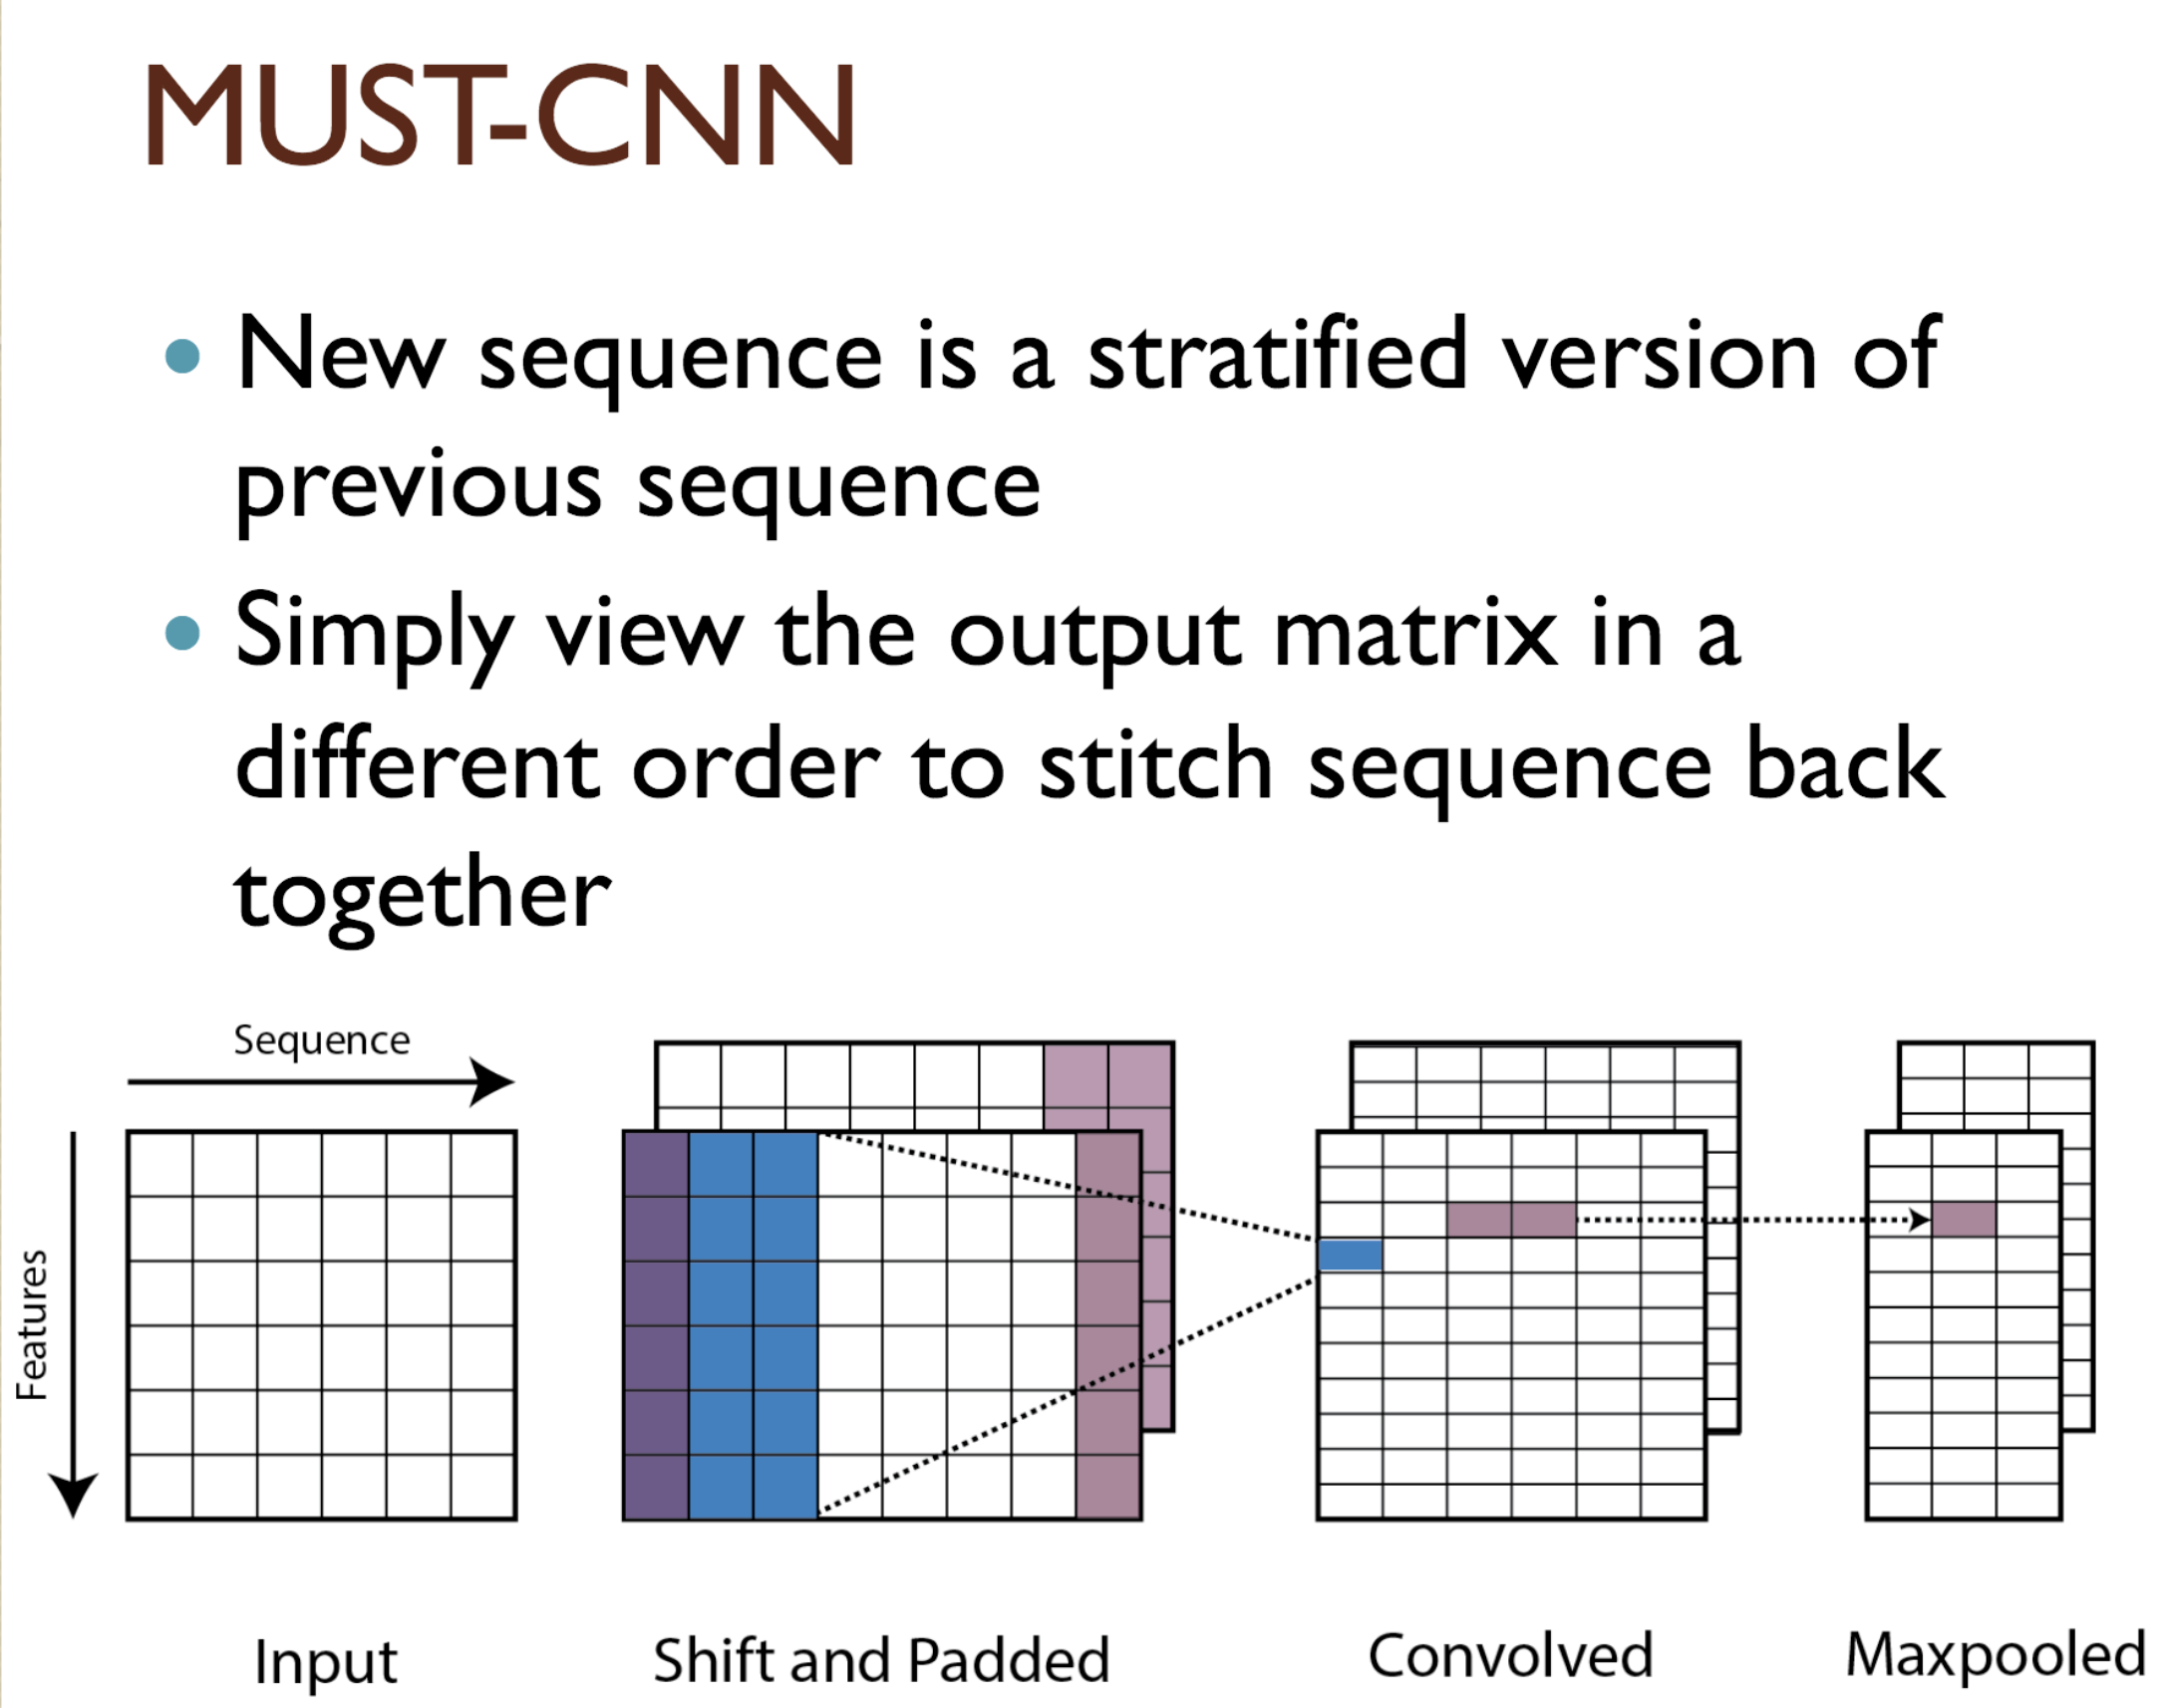 MUST-CNN
New sequence is a stratified version of
previous sequence
Simply view the output matrix in a
different order to stitch sequence back
together
Sequence
Features
Input
Shift and Padded
Convolved
Maxpooled